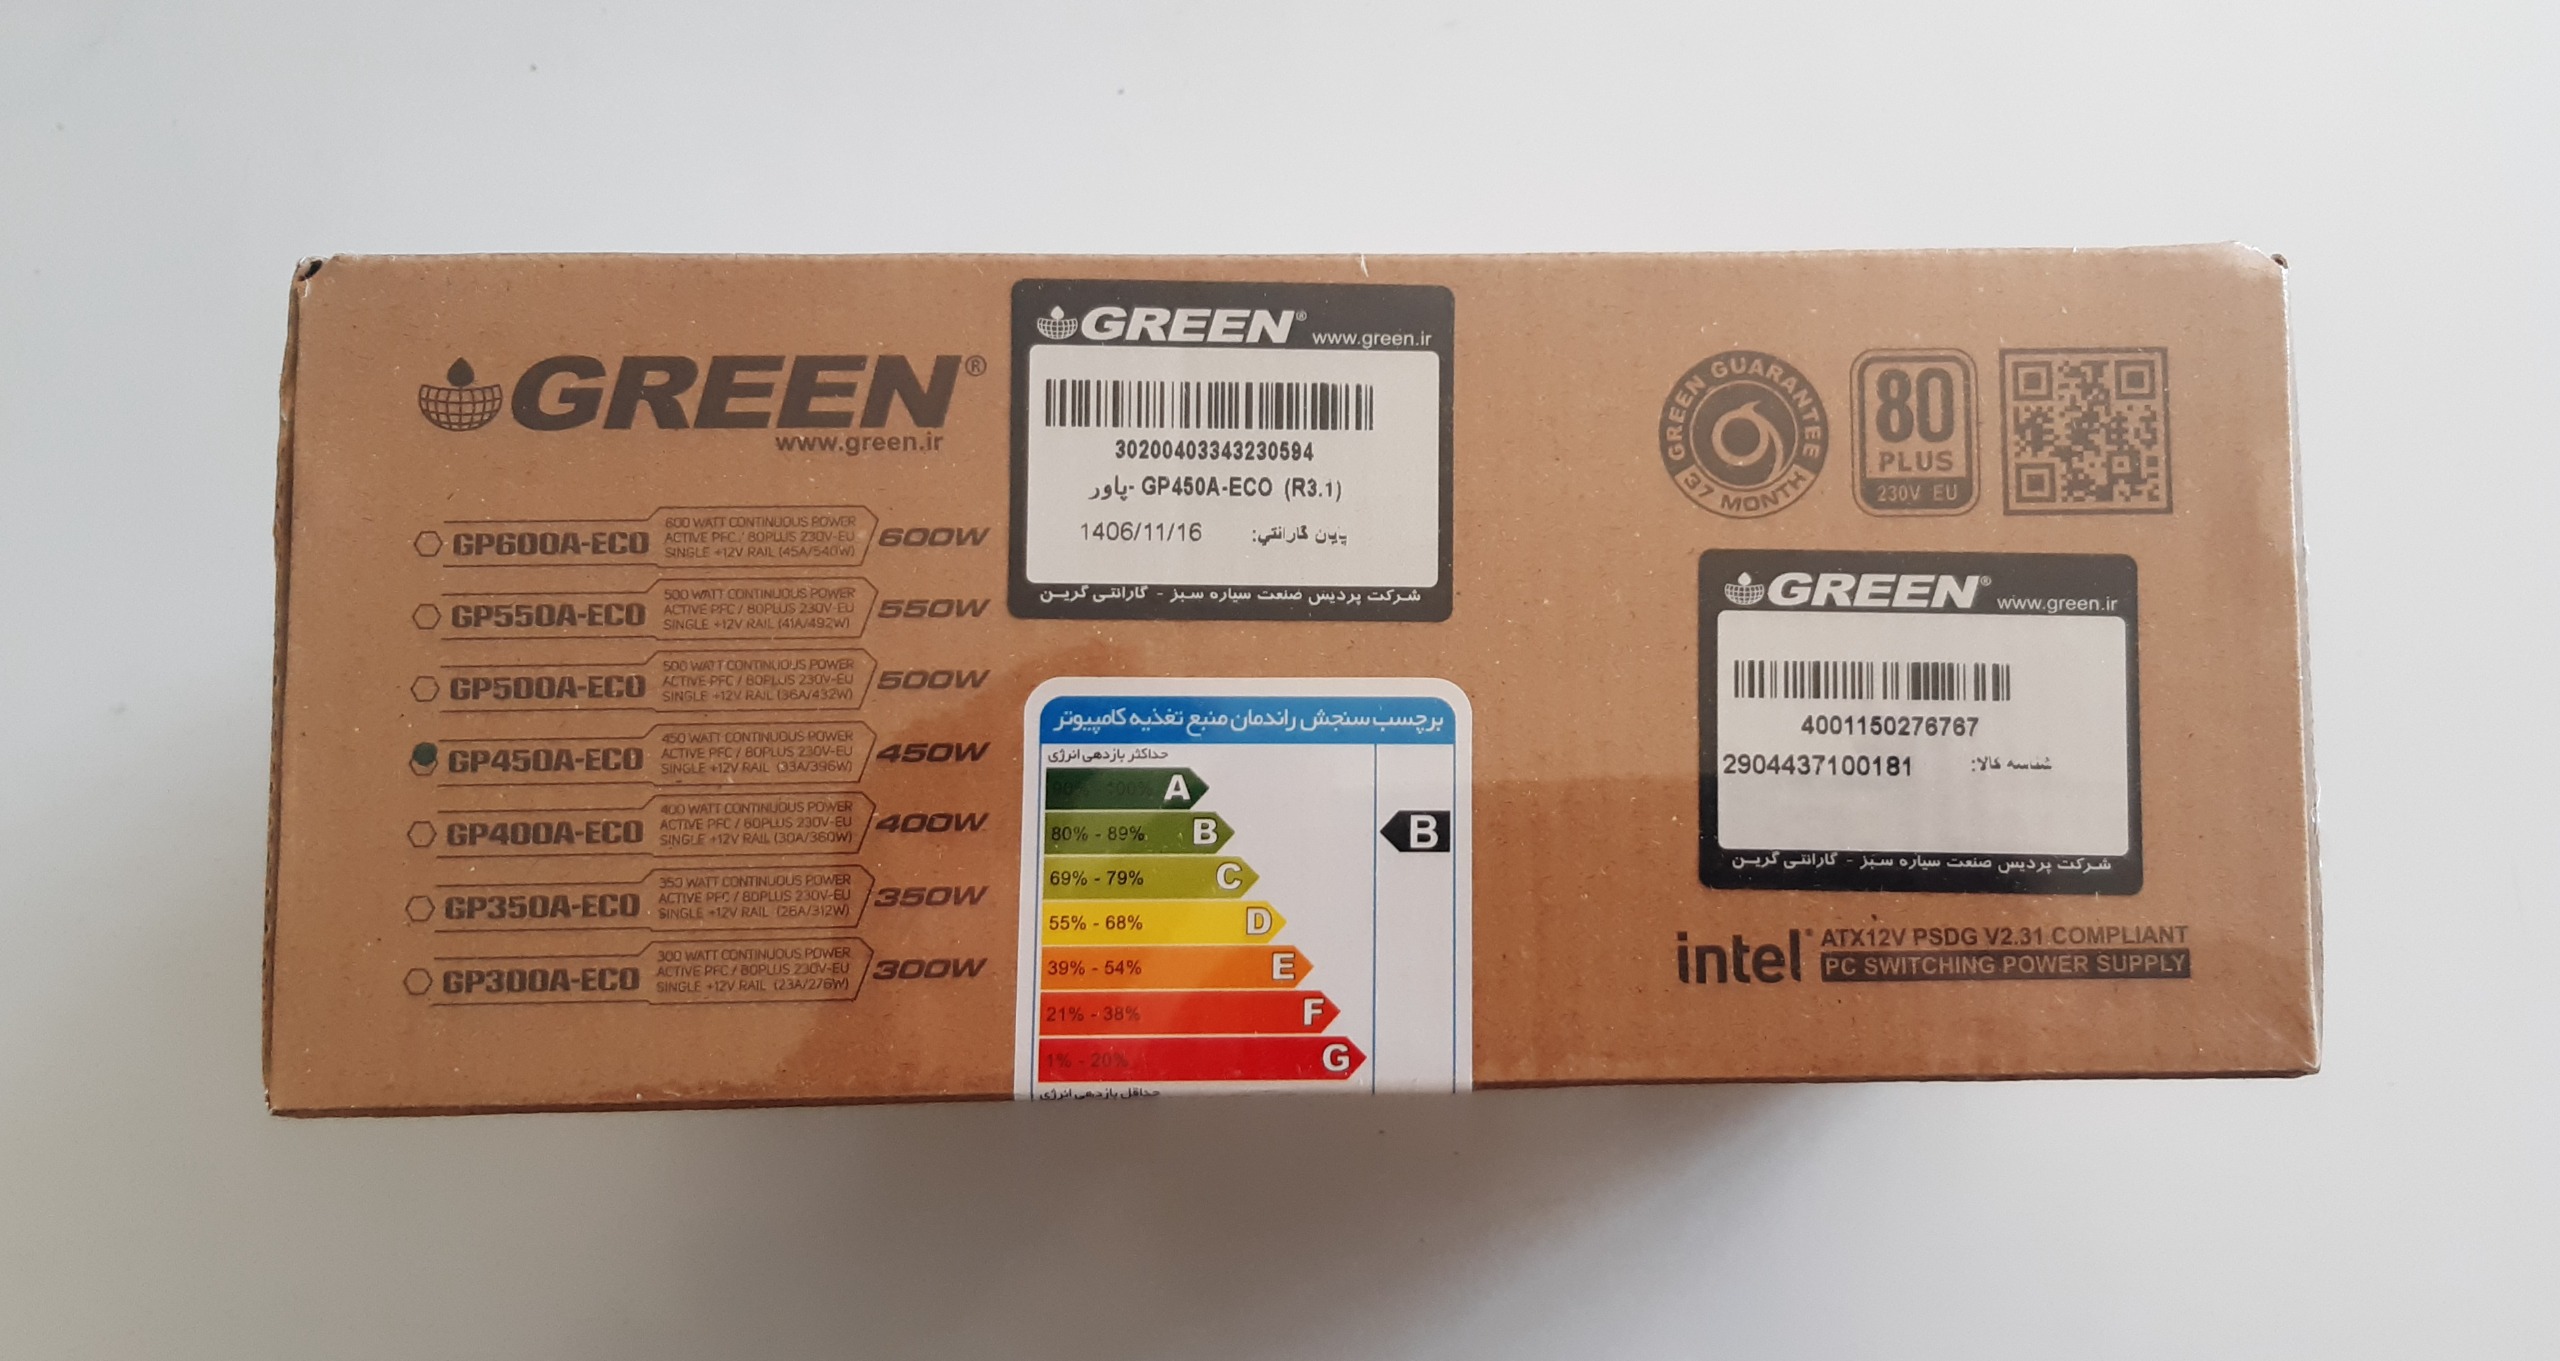 GREEN®
www.green.ir
GP600A-ECO
600 WATT CONTINUOUS POWER
ACTIVE PFC / 80PLUS 230V-EU
SINGLE +12V RAIL (45A/540W)
600W
GP550A-ECO
500 WATT CONTINUOUS POWER
ACTIVE PFC / 80PLUS 230V-EU
SINGLE +12V RAIL (41A/492W)
550W
GP500A-ECO
500 WATT CONTINUOUS POWER
ACTIVE PFC / 80PLUS 230V-EU
SINGLE +12V RAIL (36A/432W)
500W
GP450A-ECO
450 WATT CONTINUOUS POWER
ACTIVE PFC / 80PLUS 230V-EU
SINGLE +12V RAIL (33A/396W)
450W
GP400A-ECO
400 WATT CONTINUOUS POWER
ACTIVE PFC / 80PLUS 230V-EU
SINGLE +12V RAIL (30A/360W)
400W
GP350A-ECO
350 WATT CONTINUOUS POWER
ACTIVE PFC / 80PLUS 230V-EU
SINGLE +12V RAIL (26A/312W)
350W
GP300A-ECO
300 WATT CONTINUOUS POWER
ACTIVE PFC / 80PLUS 230V-EU
SINGLE +12V RAIL (23A/276W)
300W
GREEN® www.green.ir
30200403343230594
پاور- GP450A-ECO (R3.1)
پایان گارانتي: 1406/11/16
شرکت پردیس صنعت سیاره سبز - گارانتی گرین
برچسب سنجش راندمان منبع تغذیه کامپیوتر
حداکثر بازدهی انرژی
90% - 100% A
80% - 89% B
B
69% - 79% C
55% - 68% D
39% - 54% E
21% - 38% F
1% - 20% G
حداقل بازدهی انرژی
GREEN GUARANTEE
37 MONTH
80
PLUS
230V EU
GREEN® www.green.ir
4001150276767
شناسه کالا: 2904437100181
شرکت پردیس صنعت سیاره سبز - گارانتی گرین
intel® ATX12V PSDG V2.31 COMPLIANT
PC SWITCHING POWER SUPPLY